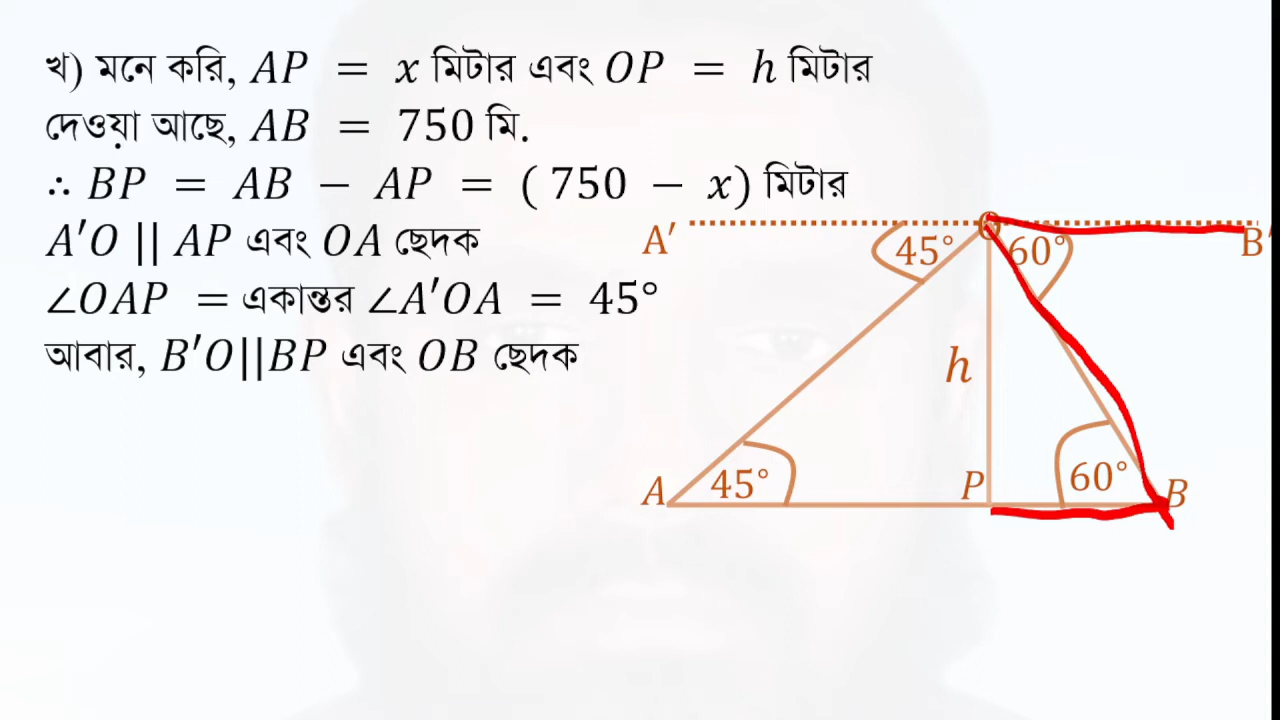 খ) মনে করি, AP = x মিটার এবং OP = h মিটার
দেওয়া আছে, AB = 750 মি.
∴ BP = AB − AP = ( 750 − x) মিটার
A′O || AP এবং OA ছেদক
∠OAP = একান্তর ∠A′OA = 45°
আবার, B′O||BP এবং OB ছেদক
A′
O
B′
45°
60°
h
A
45°
P
60°
B